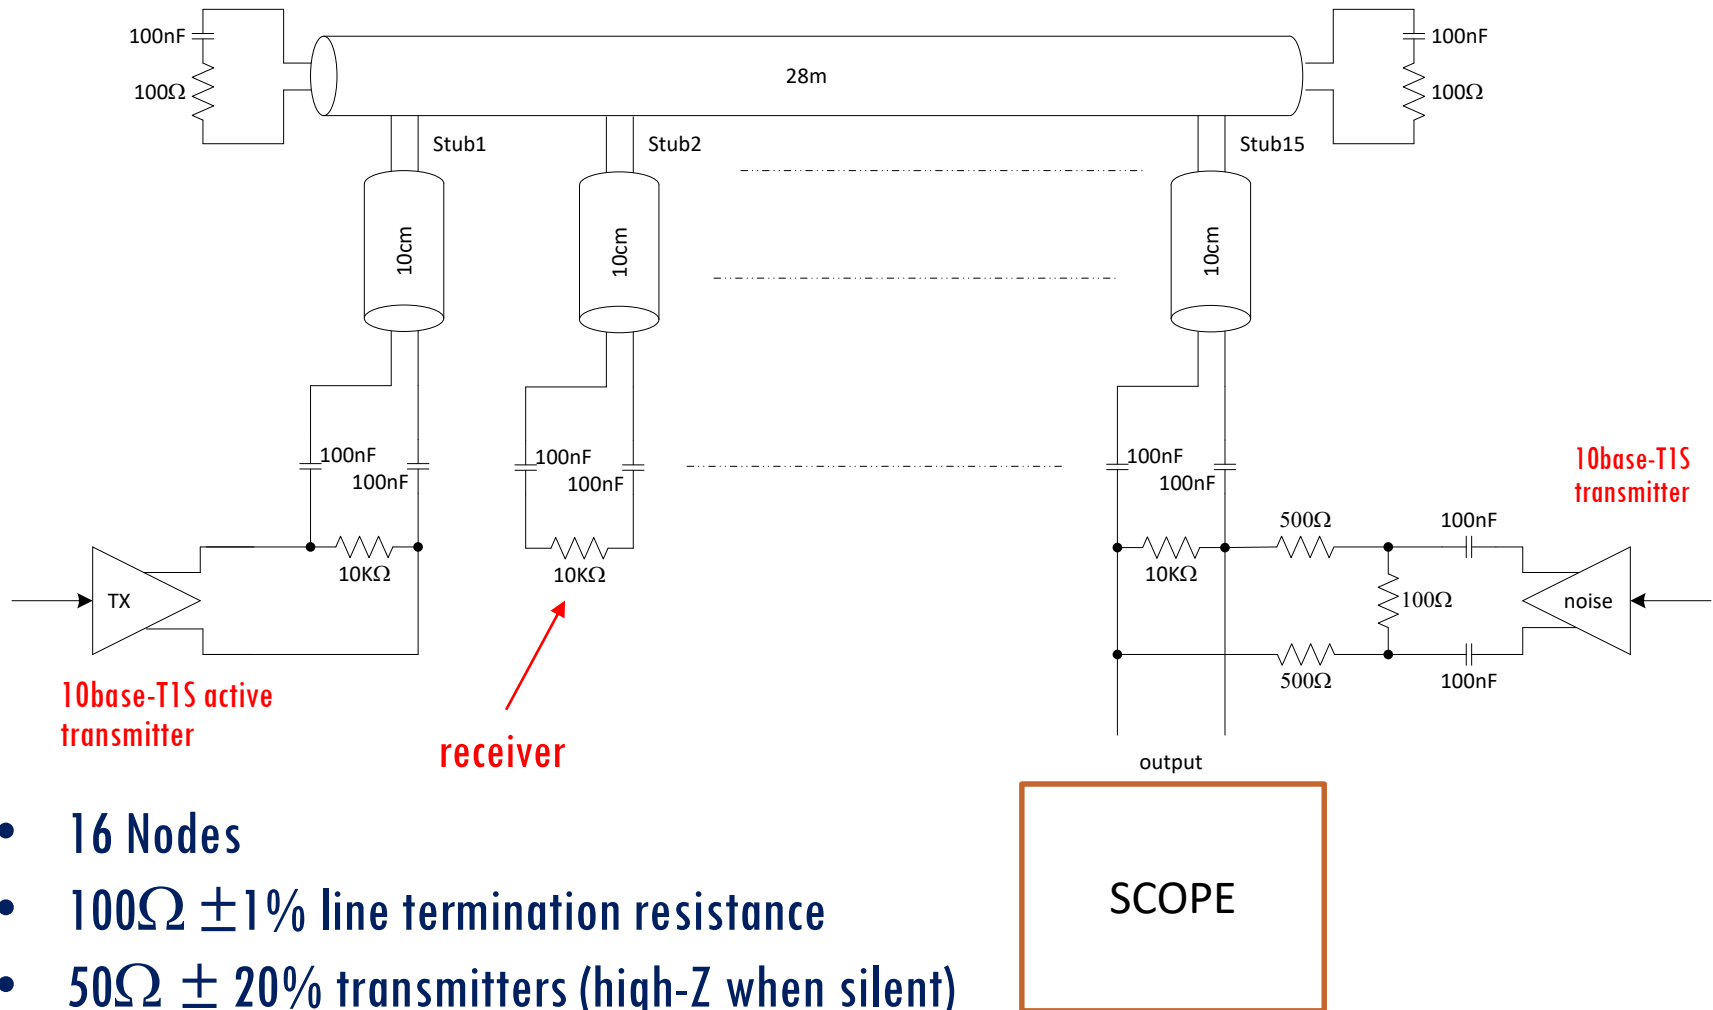 100nF
100Ω
28m
100nF
100Ω
Stub1
Stub2
Stub15
10cm
10cm
10cm
100nF
100nF
100nF
100nF
100nF
100nF
10KΩ
10KΩ
10KΩ
500Ω
500Ω
100Ω
100nF
100nF
TX
noise
10base-T1S
transmitter
10base-T1S active
transmitter
receiver
output
SCOPE
• 16 Nodes
• 100Ω ±1% line termination resistance
• 50Ω ± 20% transmitters (high-Z when silent)